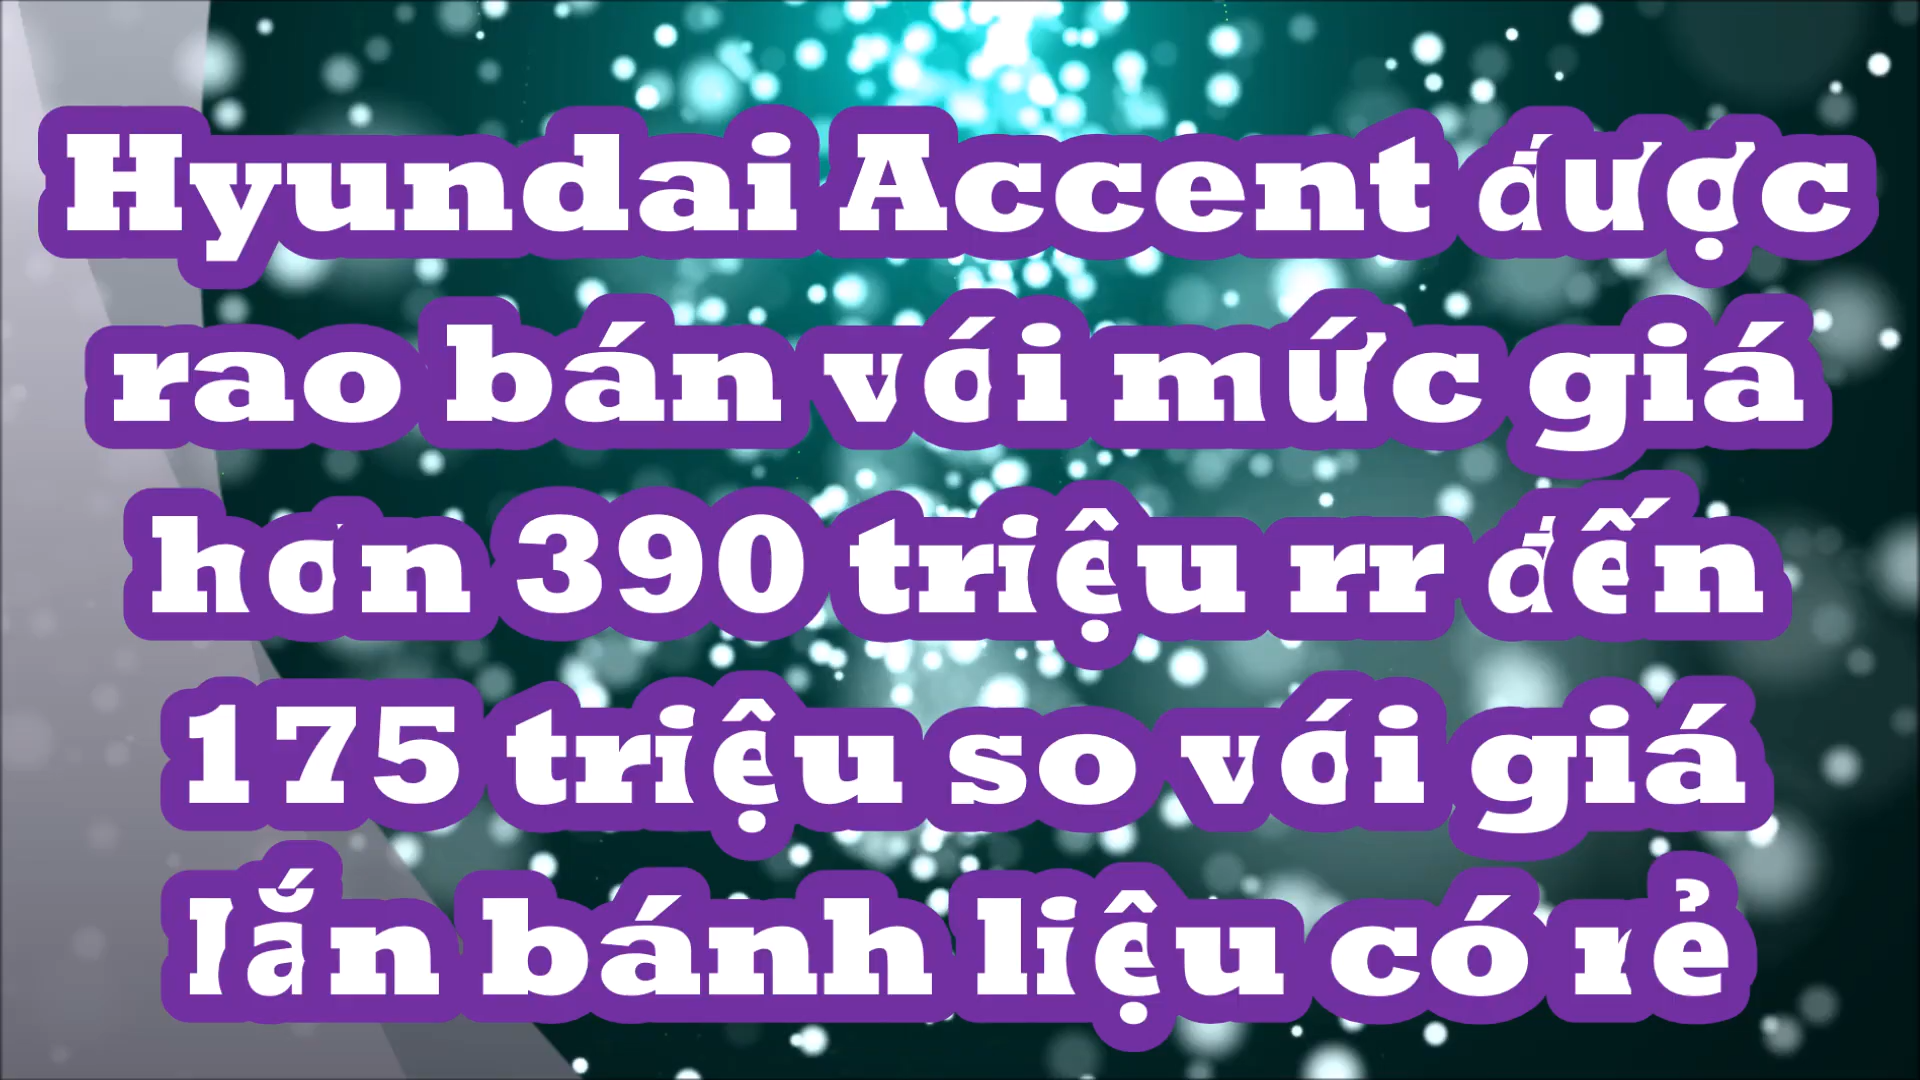 Hyundai Accent được
rao bán với mức giá
hơn 390 triệu rr đến
175 triệu so với giá
lắn bánh liệu có rẻ